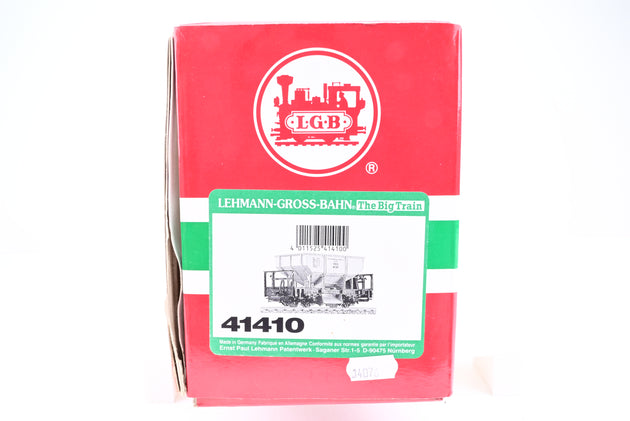 L·G·B
®
LEHMANN-GROSS-BAHN® The Big Train
4 011525 414100
41410
Made in Germany Fabriqué en Allemagne Conformité aux normes garantie par l'importateur
Ernst Paul Lehmann Patentwerk · Saganer Str. 1-5 D-90475 Nürnberg